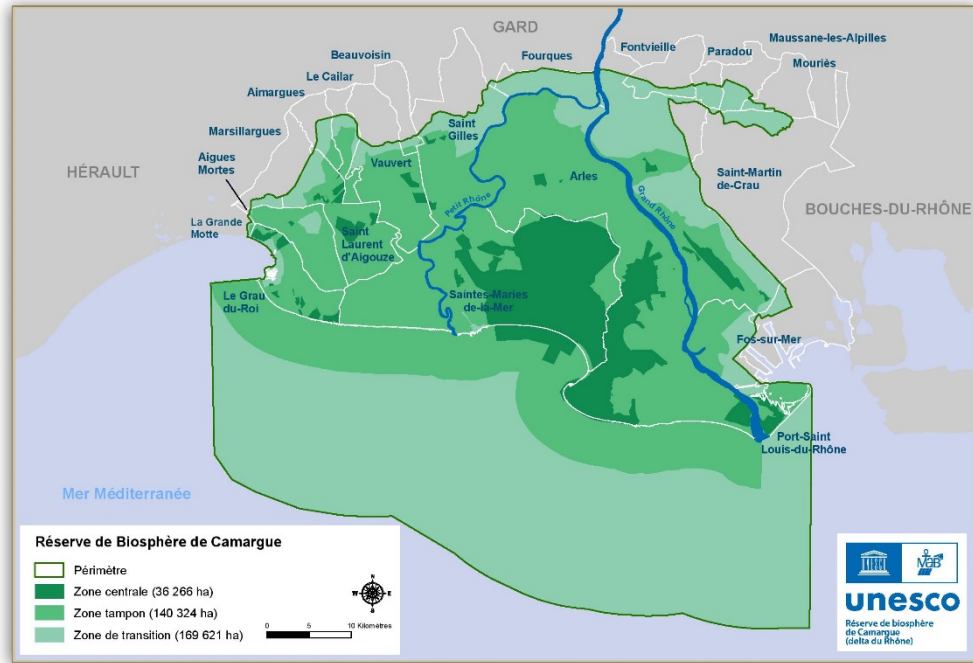 GARD
Beauvoisin
Fourques
Fontvieille
Paradou
Maussane-les-Alpilles
Mouriès
Le Cailar
Aimargues
Marsillargues
Saint
Gilles
Aigues
Mortes
Vauvert
Arles
HÉRAULT
Saint-Martin
de-Crau
BOUCHES-DU-RHÔNE
Petit Rhône
Grand Rhône
La Grande
Motte
Saint
Laurent
d'Aigouze
Le Grau
du-Roi
Saintes-Maries
de-la-Mer
Fos-sur-Mer
Port-Saint
Louis-du-Rhône
Mer Méditerranée
Réserve de Biosphère de Camargue
Périmètre
Zone centrale (36 266 ha)
Zone tampon (140 324 ha)
Zone de transition (169 621 ha)
N
W
E
S
0 5 10 Kilomètres
UNESCO
MAB
unesco
Réserve de biosphère
de Camargue
(delta du Rhône)